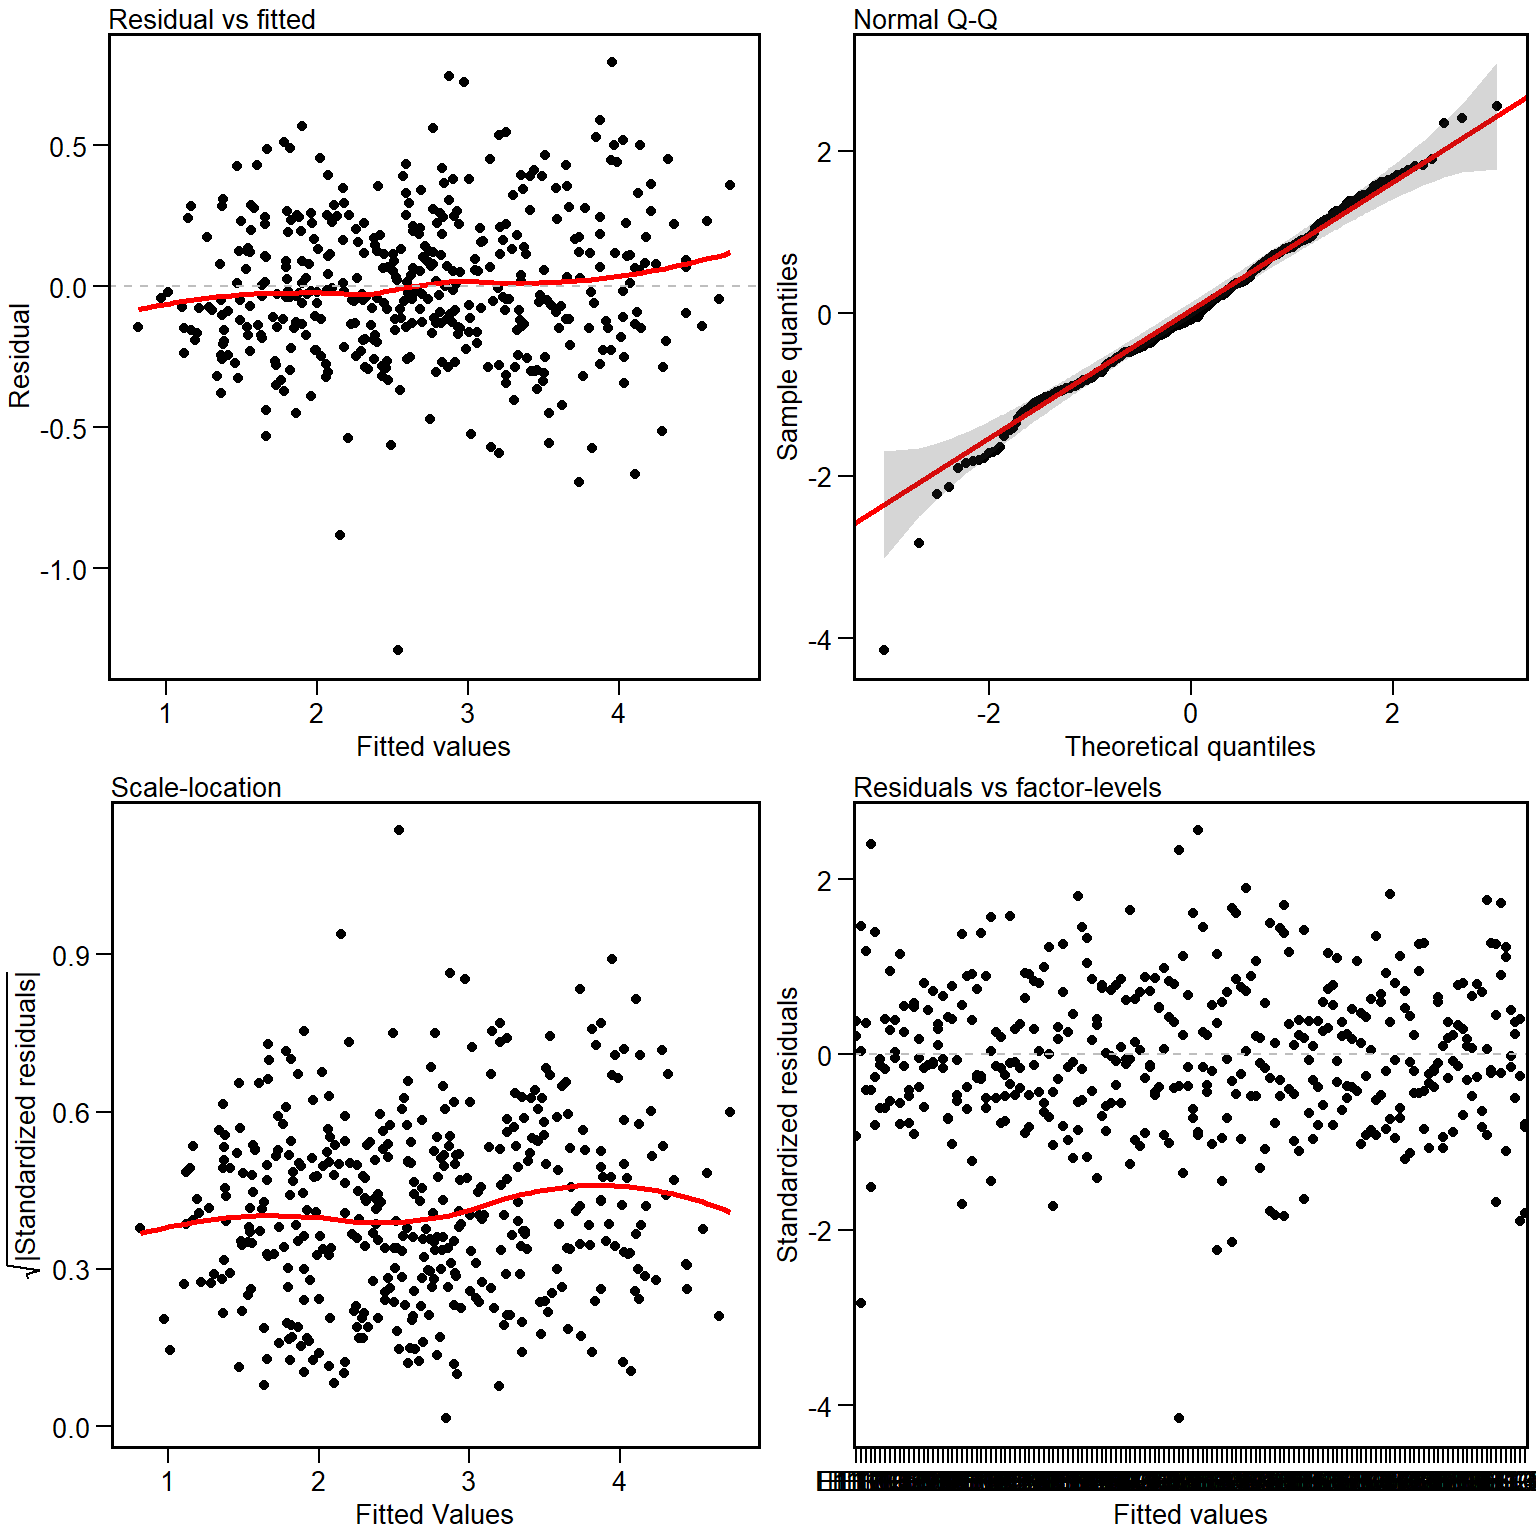 Residual vs fitted
0.5
0.0
-0.5
-1.0
Residual
1 2 3 4
Fitted values
Normal Q-Q
2
0
-2
-4
Sample quantiles
-2 0 2
Theoretical quantiles
Scale-location
0.9
0.6
0.3
0.0
√|Standardized residuals|
1 2 3 4
Fitted Values
Residuals vs factor-levels
2
0
-2
-4
Standardized residuals
Fitted values